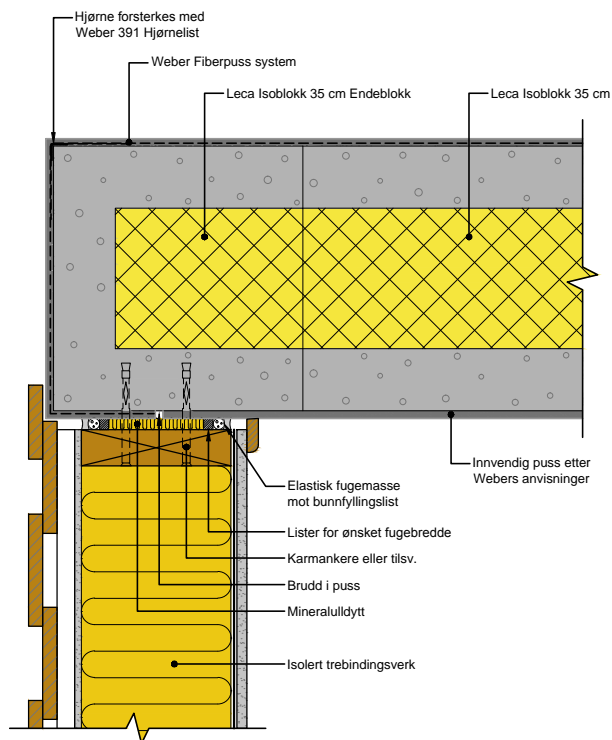 Hjørne forsterkes med
Weber 391 Hjørnelist
Weber Fiberpuss system
Leca Isoblokk 35 cm Endeblokk
Leca Isoblokk 35 cm
Innvendig puss etter
Webers anvisninger
Elastisk fugemasse
mot bunnfyllingslist
Lister for ønsket fugebredde
Karmankere eller tilsv.
Brudd i puss
Mineralulldytt
Isolert trebindingsverk